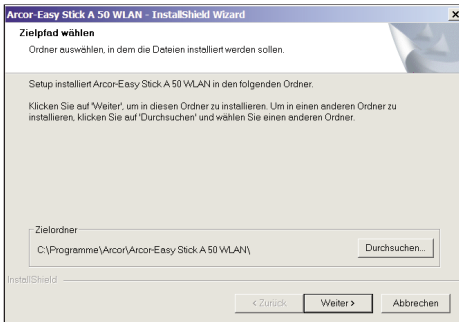 Arcor-Easy Stick A 50 WLAN - InstallShield Wizard
Zielpfad wählen
Ordner auswählen, in dem die Dateien installiert werden sollen.
Setup installiert Arcor-Easy Stick A 50 WLAN in den folgenden Ordner.
Klicken Sie auf 'Weiter', um in diesen Ordner zu installieren. Um in einen anderen Ordner zu
installieren, klicken Sie auf 'Durchsuchen' und wählen Sie einen anderen Ordner.
Zielordner
C:\Programme\Arcor\Arcor-Easy Stick A 50 WLAN\
Durchsuchen...
InstallShield
< Zurück
Weiter >
Abbrechen